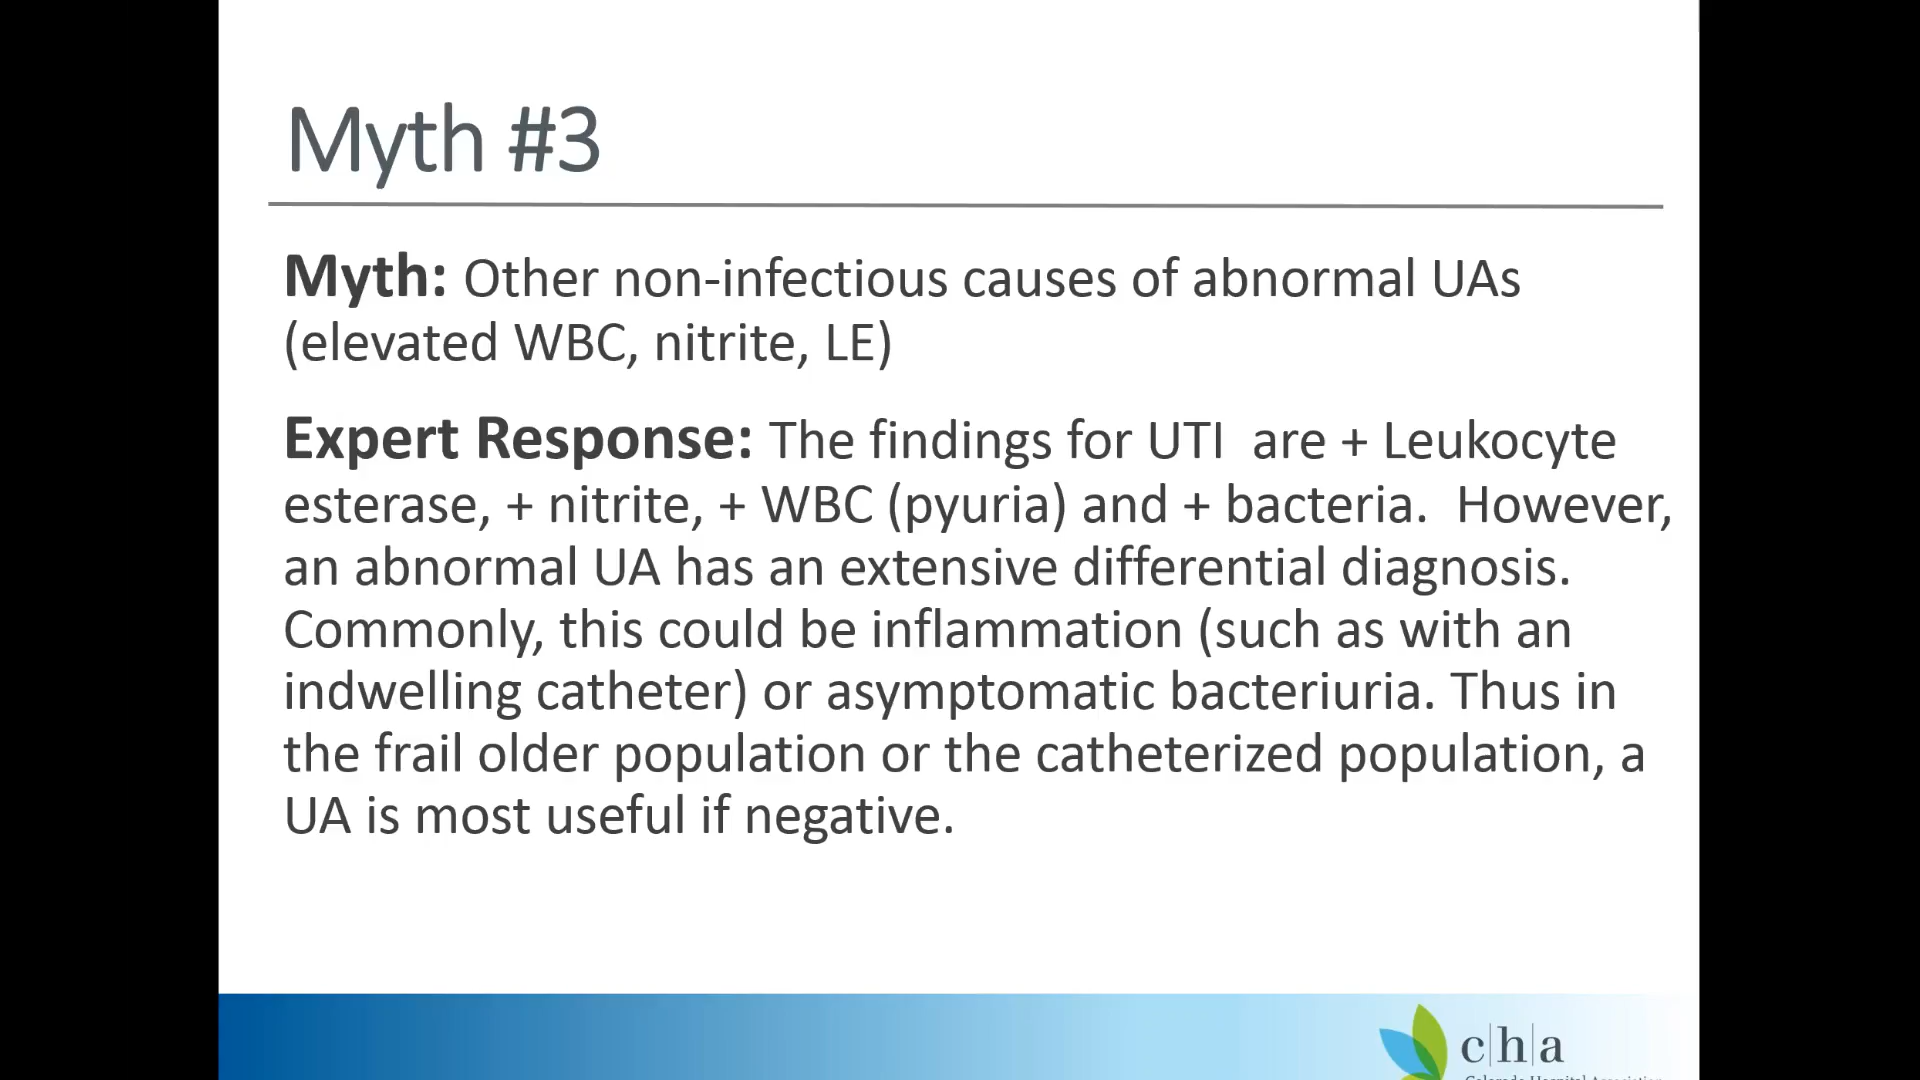 Myth #3
Myth: Other non-infectious causes of abnormal UAs
(elevated WBC, nitrite, LE)
Expert Response: The findings for UTI  are + Leukocyte
esterase, + nitrite, + WBC (pyuria) and + bacteria.  However,
an abnormal UA has an extensive differential diagnosis.
Commonly, this could be inflammation (such as with an
indwelling catheter) or asymptomatic bacteriuria. Thus in
the frail older population or the catheterized population, a
UA is most useful if negative.
c|h|a
Colorado Hospital Association